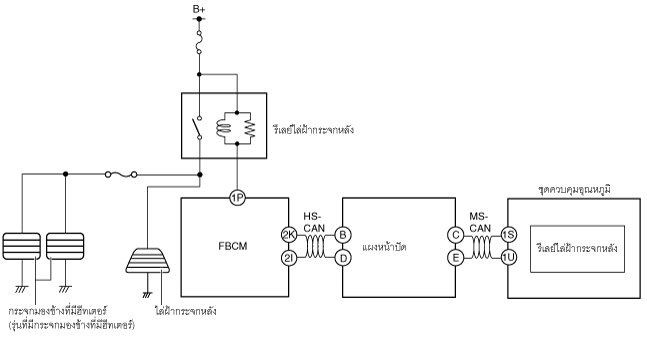 B+
รีเลย์ไล่ฝ้ากระจกหลัง
ชุดควบคุมอุณหภูมิ
1P
HS-
CAN
MS-
CAN
2K
B
C
1S
FBCM
แผงหน้าปัด
รีเลย์ไล่ฝ้ากระจกหลัง
2I
D
E
1U
กระจกมองข้างที่มีฮีทเตอร์
(รุ่นที่มีกระจกมองข้างที่มีฮีทเตอร์)
ไล่ฝ้ากระจกหลัง